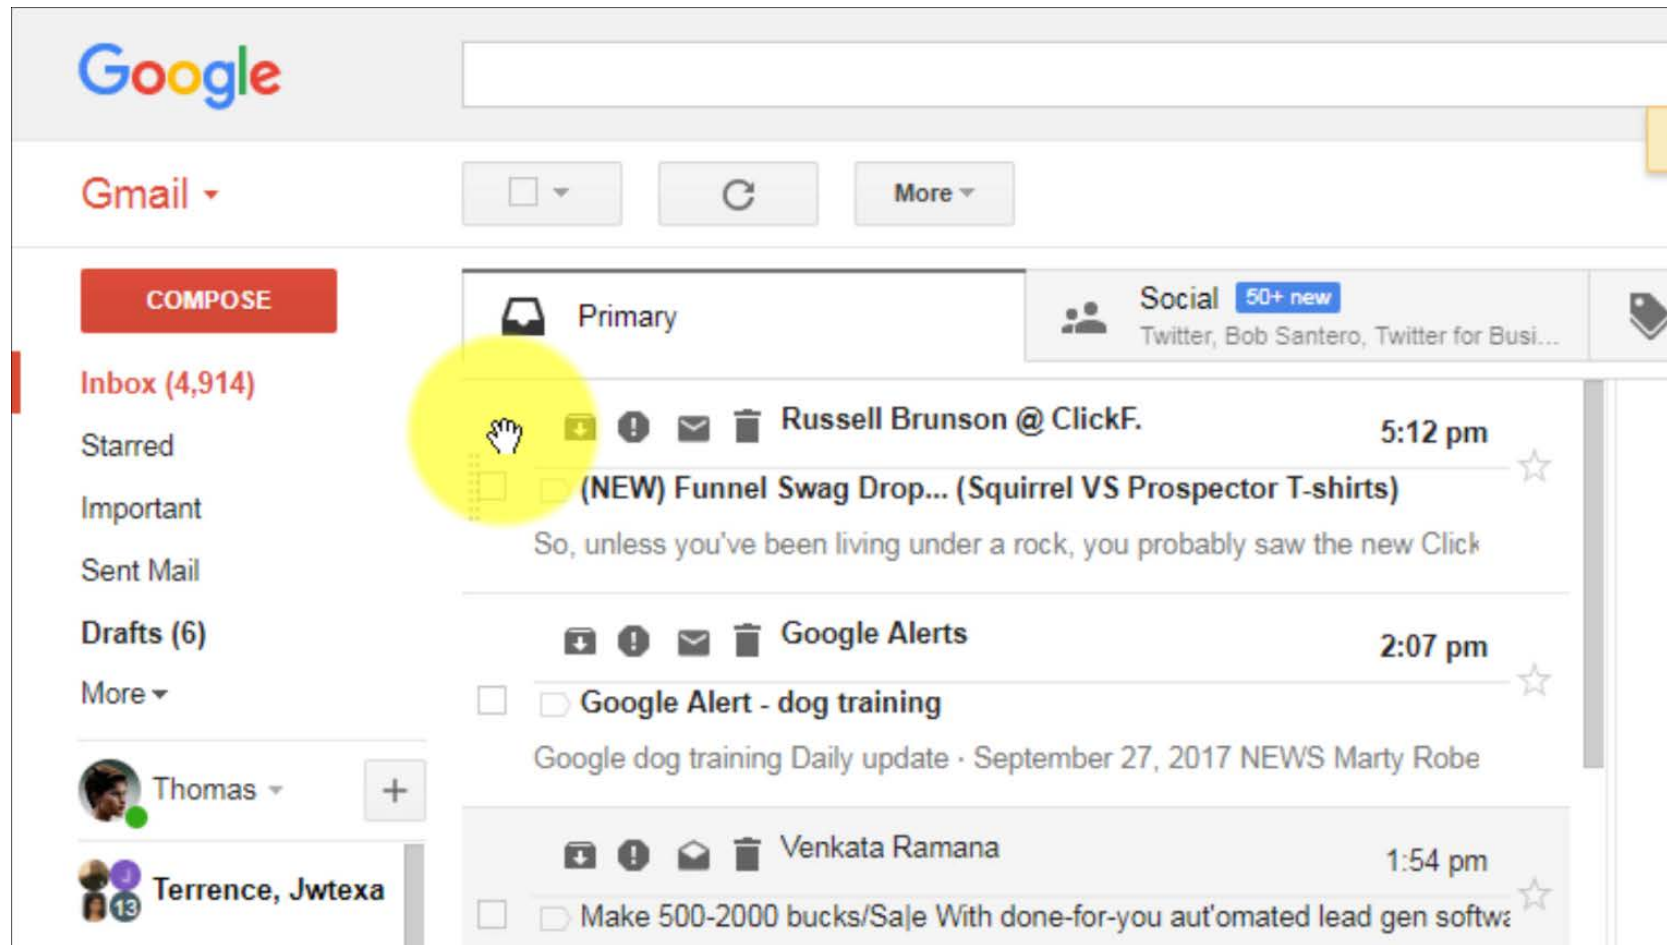 Google
Gmail
More
COMPOSE
Inbox (4,914)
Starred
Important
Sent Mail
Drafts (6)
More
Thomas
J
13
Terrence, Jwtexa
Primary
Social 50+ new
Twitter, Bob Santero, Twitter for Busi...
Russell Brunson @ ClickF. 5:12 pm
(NEW) Funnel Swag Drop... (Squirrel VS Prospector T-shirts)
So, unless you've been living under a rock, you probably saw the new Click
Google Alerts 2:07 pm
Google Alert - dog training
Google dog training Daily update · September 27, 2017 NEWS Marty Robe
Venkata Ramana 1:54 pm
Make 500-2000 bucks/Sa|e With done-for-you aut'omated lead gen softwa